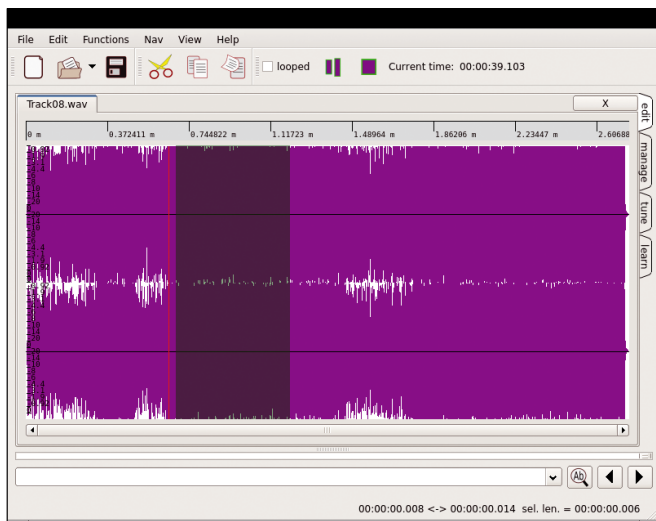 File Edit Functions Nav View Help
looped Current time: 00:00:39.103
Track08.wav X
0 m 0.372411 m 0.744822 m 1.11723 m 1.48964 m 1.86206 m 2.23447 m 2.60688
edit
manage
tune
learn
Ab
00:00:00.008 <-> 00:00:00.014 sel. len. = 00:00:00.006